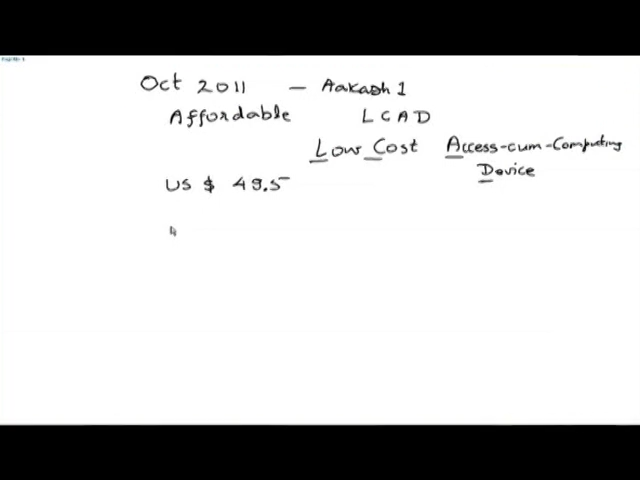 Oct 2011 - Aakash 1
Affordable LCAD
Low Cost Access-cum-Computing
Device
US $ 49.5